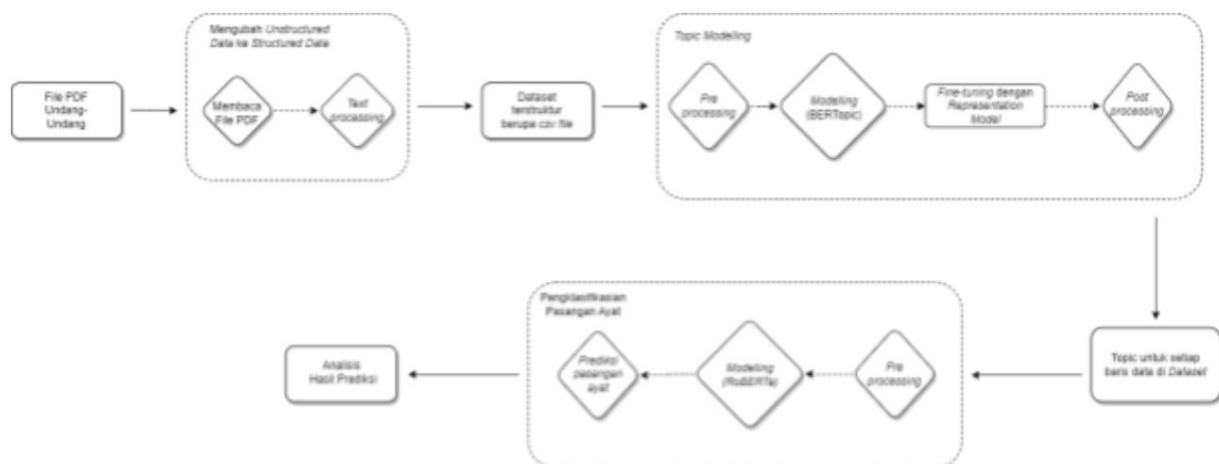 Mengubah Unstructured
Data ke Structured Data
File PDF
Undang-
Undang
Membaca
File PDF
Text
processing
Dataset
terstruktur
berupa csv file
Topic Modelling
Pre
processing
Modelling
(BERTopic)
Fine-tuning dengan
Representation
Model
Post
processing
Topic untuk setiap
baris data di Dataset
Pengklasifikasian
Pasangan Ayat
Pre
processing
Modelling
(RoBERTa)
Prediksi
pasangan
ayat
Analisis
Hasil Prediksi